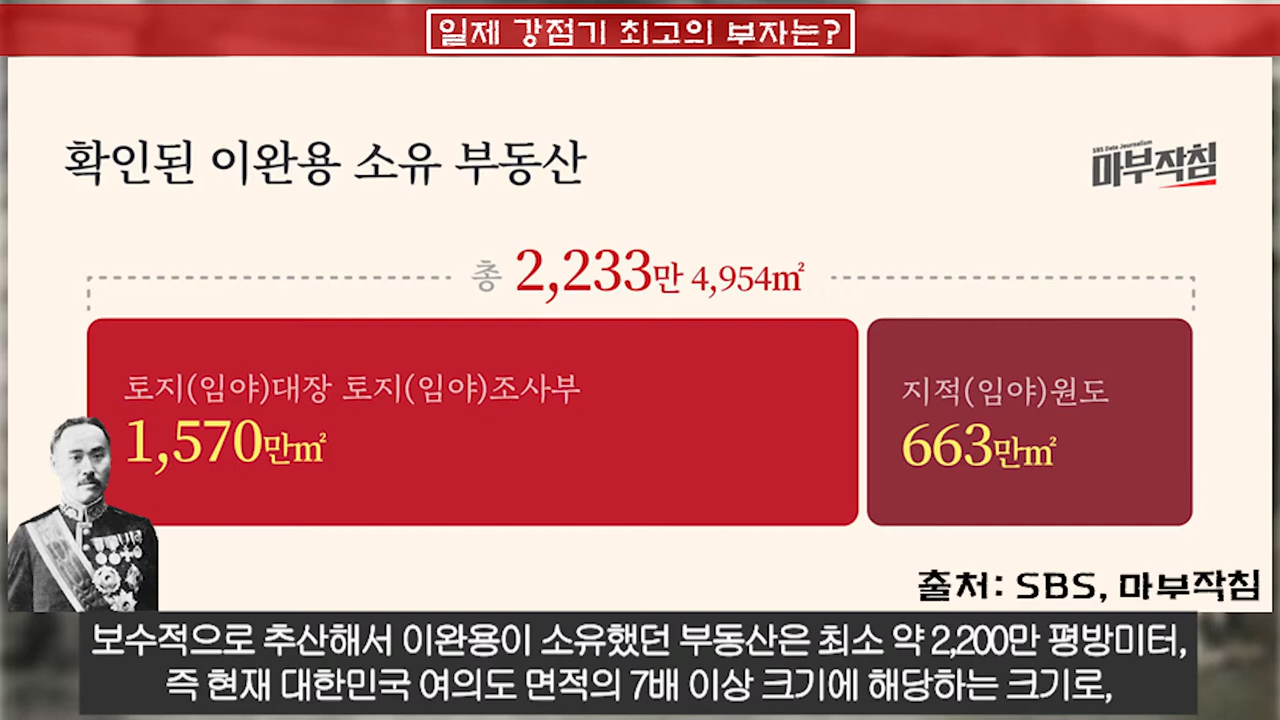 일제 강점기 최고의 부자는?
확인된 이완용 소유 부동산
SBS Data Journalism
마부작침
총 2,233만 4,954㎡
토지(임야)대장 토지(임야)조사부
1,570만㎡
지적(임야)원도
663만㎡
출처: SBS, 마부작침
보수적으로 추산해서 이완용이 소유했던 부동산은 최소 약 2,200만 평방미터,
즉 현재 대한민국 여의도 면적의 7배 이상 크기에 해당하는 크기로,